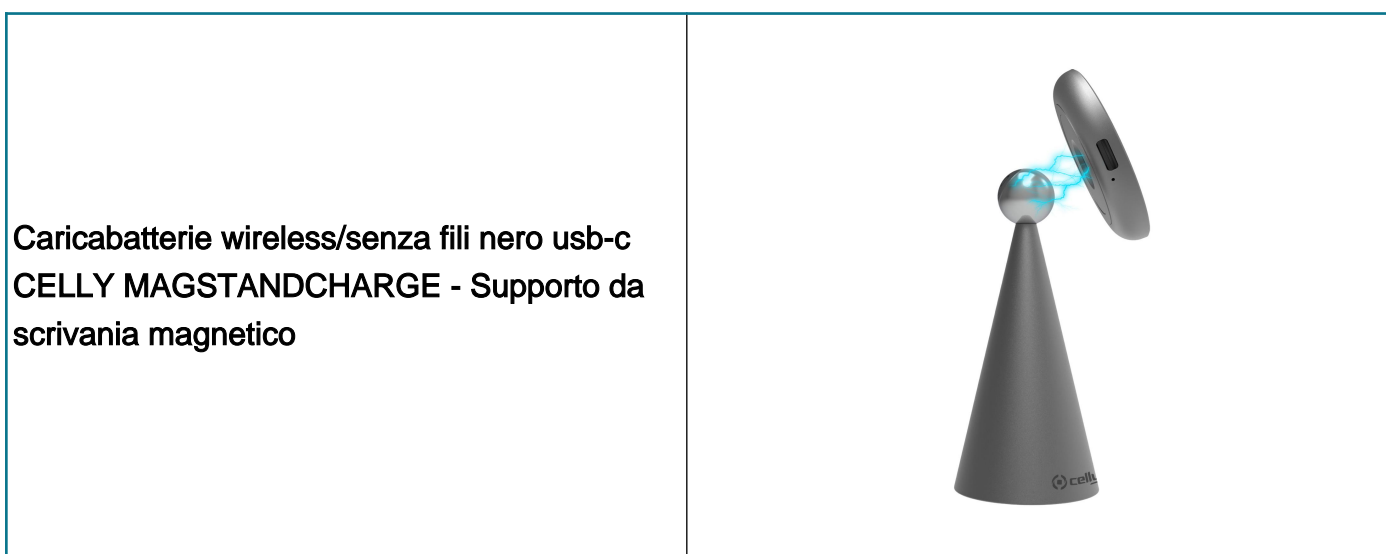 Caricabatterie wireless/senza fili nero usb-c
CELLY MAGSTANDCHARGE - Supporto da
scrivania magnetico
celly